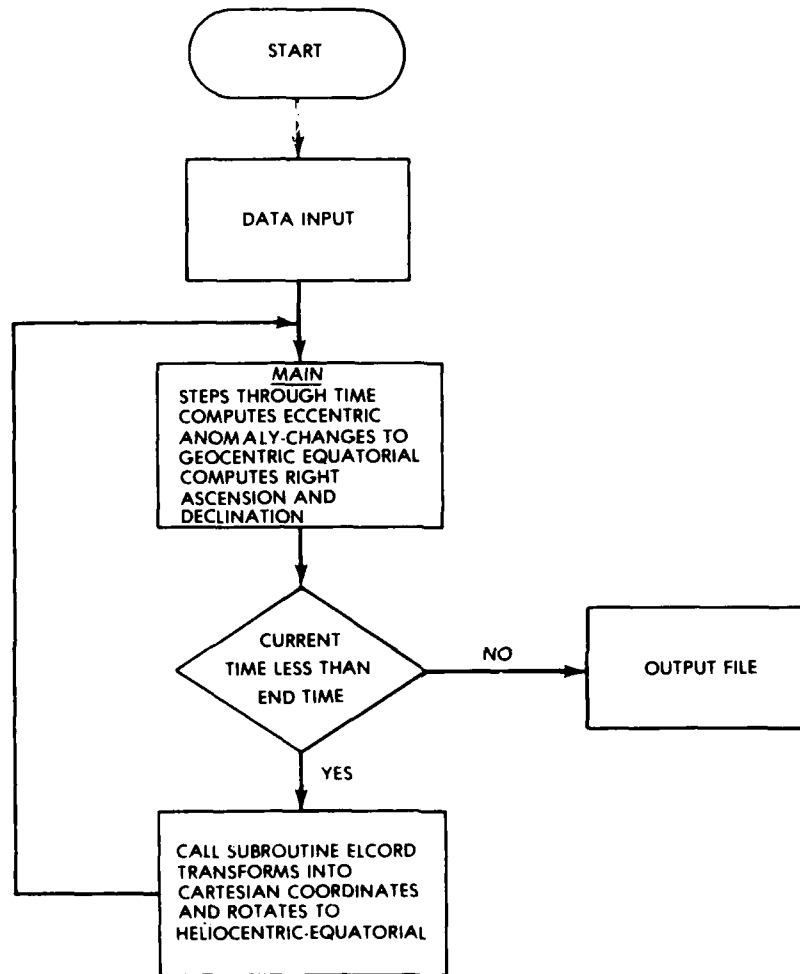 START
DATA INPUT
MAIN
STEPS THROUGH TIME
COMPUTES ECCENTRIC
ANOMALY-CHANGES TO
GEOCENTRIC EQUATORIAL
COMPUTES RIGHT
ASCENSION AND
DECLINATION
CURRENT
TIME LESS THAN
END TIME
NO
OUTPUT FILE
YES
CALL SUBROUTINE ELCORD
TRANSFORMS INTO
CARTESIAN COORDINATES
AND ROTATES TO
HELIOCENTRIC-EQUATORIAL